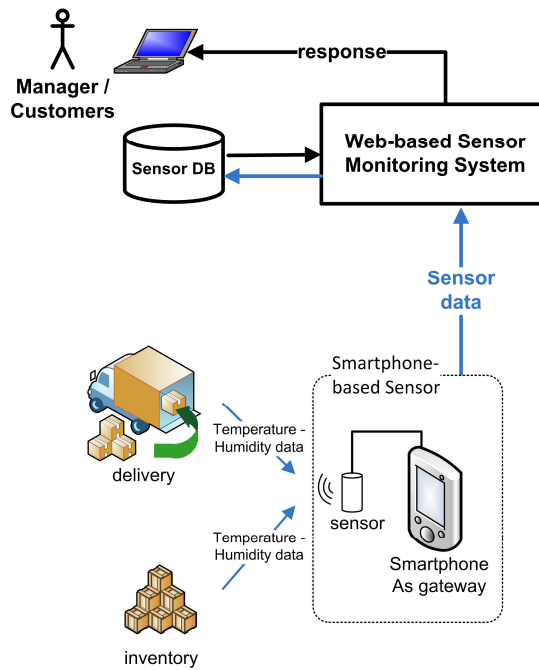 response
Manager /
Customers
Web-based Sensor
Monitoring System
Sensor DB
Sensor
data
Smartphone-
based Sensor
Temperature -
Humidity data
delivery
sensor
Temperature -
Humidity data
Smartphone
As gateway
inventory